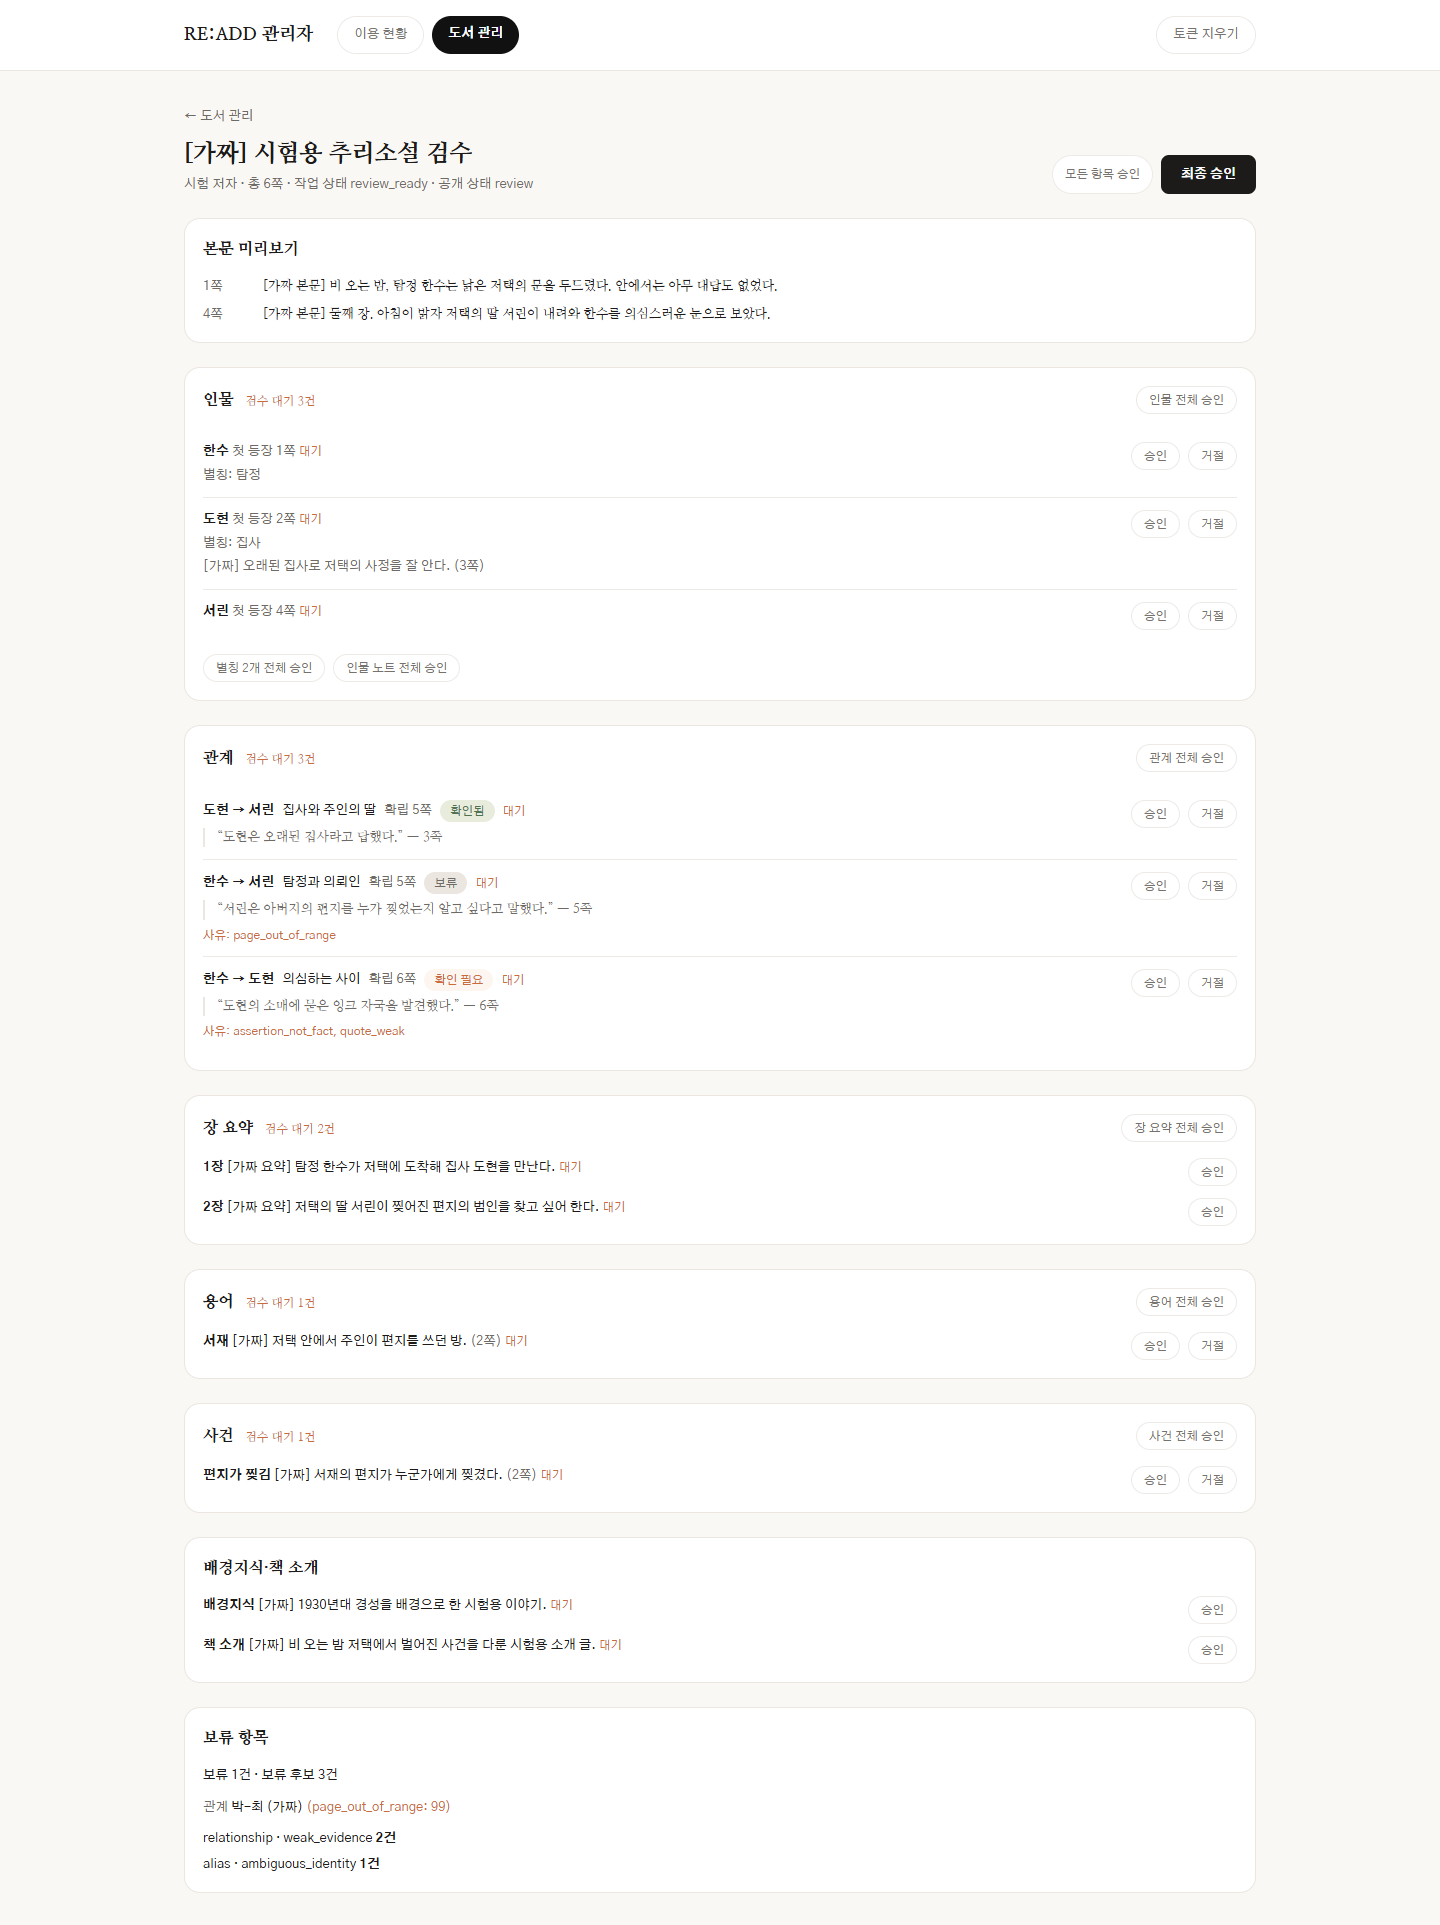 RE:ADD 관리자
이용 현황
도서 관리
토큰 지우기
← 도서 관리
[가짜] 시험용 추리소설 검수
시험 저자 · 총 6쪽 · 작업 상태 review_ready · 공개 상태 review
모든 항목 승인
최종 승인
본문 미리보기
1쪽 [가짜 본문] 비 오는 밤, 탐정 한수는 낡은 저택의 문을 두드렸다. 안에서는 아무 대답도 없었다.
4쪽 [가짜 본문] 둘째 장. 아침이 밝자 저택의 딸 서린이 내려와 한수를 의심스러운 눈으로 보았다.
인물 검수 대기 3건
인물 전체 승인
한수 첫 등장 1쪽 대기
승인 거절
별칭: 탐정
도현 첫 등장 2쪽 대기
승인 거절
별칭: 집사
[가짜] 오래된 집사로 저택의 사정을 잘 안다. (3쪽)
서린 첫 등장 4쪽 대기
승인 거절
별칭 2개 전체 승인
인물 노트 전체 승인
관계 검수 대기 3건
관계 전체 승인
도현 → 서린 집사와 주인의 딸 확립 5쪽 확인됨 대기
승인 거절
“도현은 오래된 집사라고 답했다.” — 3쪽
한수 → 서린 탐정과 의뢰인 확립 5쪽 보류 대기
승인 거절
“서린은 아버지의 편지를 누가 찢었는지 알고 싶다고 말했다.” — 5쪽
사유: page_out_of_range
한수 → 도현 의심하는 사이 확립 6쪽 확인 필요 대기
승인 거절
“도현의 소매에 묻은 잉크 자국을 발견했다.” — 6쪽
사유: assertion_not_fact, quote_weak
장 요약 검수 대기 2건
장 요약 전체 승인
1장 [가짜 요약] 탐정 한수가 저택에 도착해 집사 도현을 만난다. 대기
승인
2장 [가짜 요약] 저택의 딸 서린이 찢어진 편지의 범인을 찾고 싶어 한다. 대기
승인
용어 검수 대기 1건
용어 전체 승인
서재 [가짜] 저택 안에서 주인이 편지를 쓰던 방. (2쪽) 대기
승인 거절
사건 검수 대기 1건
사건 전체 승인
편지가 찢김 [가짜] 서재의 편지가 누군가에게 찢겼다. (2쪽) 대기
승인 거절
배경지식·책 소개
배경지식 [가짜] 1930년대 경성을 배경으로 한 시험용 이야기. 대기
승인
책 소개 [가짜] 비 오는 밤 저택에서 벌어진 사건을 다룬 시험용 소개 글. 대기
승인
보류 항목
보류 1건 · 보류 후보 3건
관계 박–최 (가짜) (page_out_of_range: 99)
relationship · weak_evidence 2건
alias · ambiguous_identity 1건